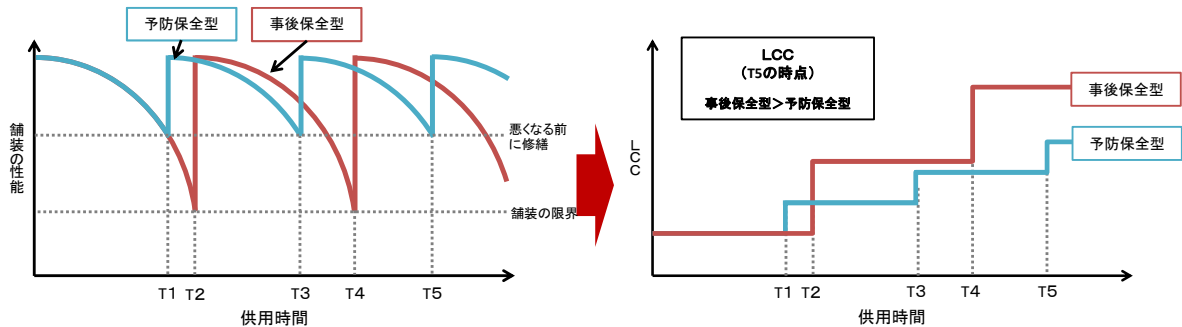 予防保全型
事後保全型
舗装の性能
悪くなる前
に修繕
舗装の限界
T1
T2
T3
T4
T5
供用時間
LCC
(T5の時点)
事後保全型>予防保全型
LCC
事後保全型
予防保全型
T1
T2
T3
T4
T5
供用時間